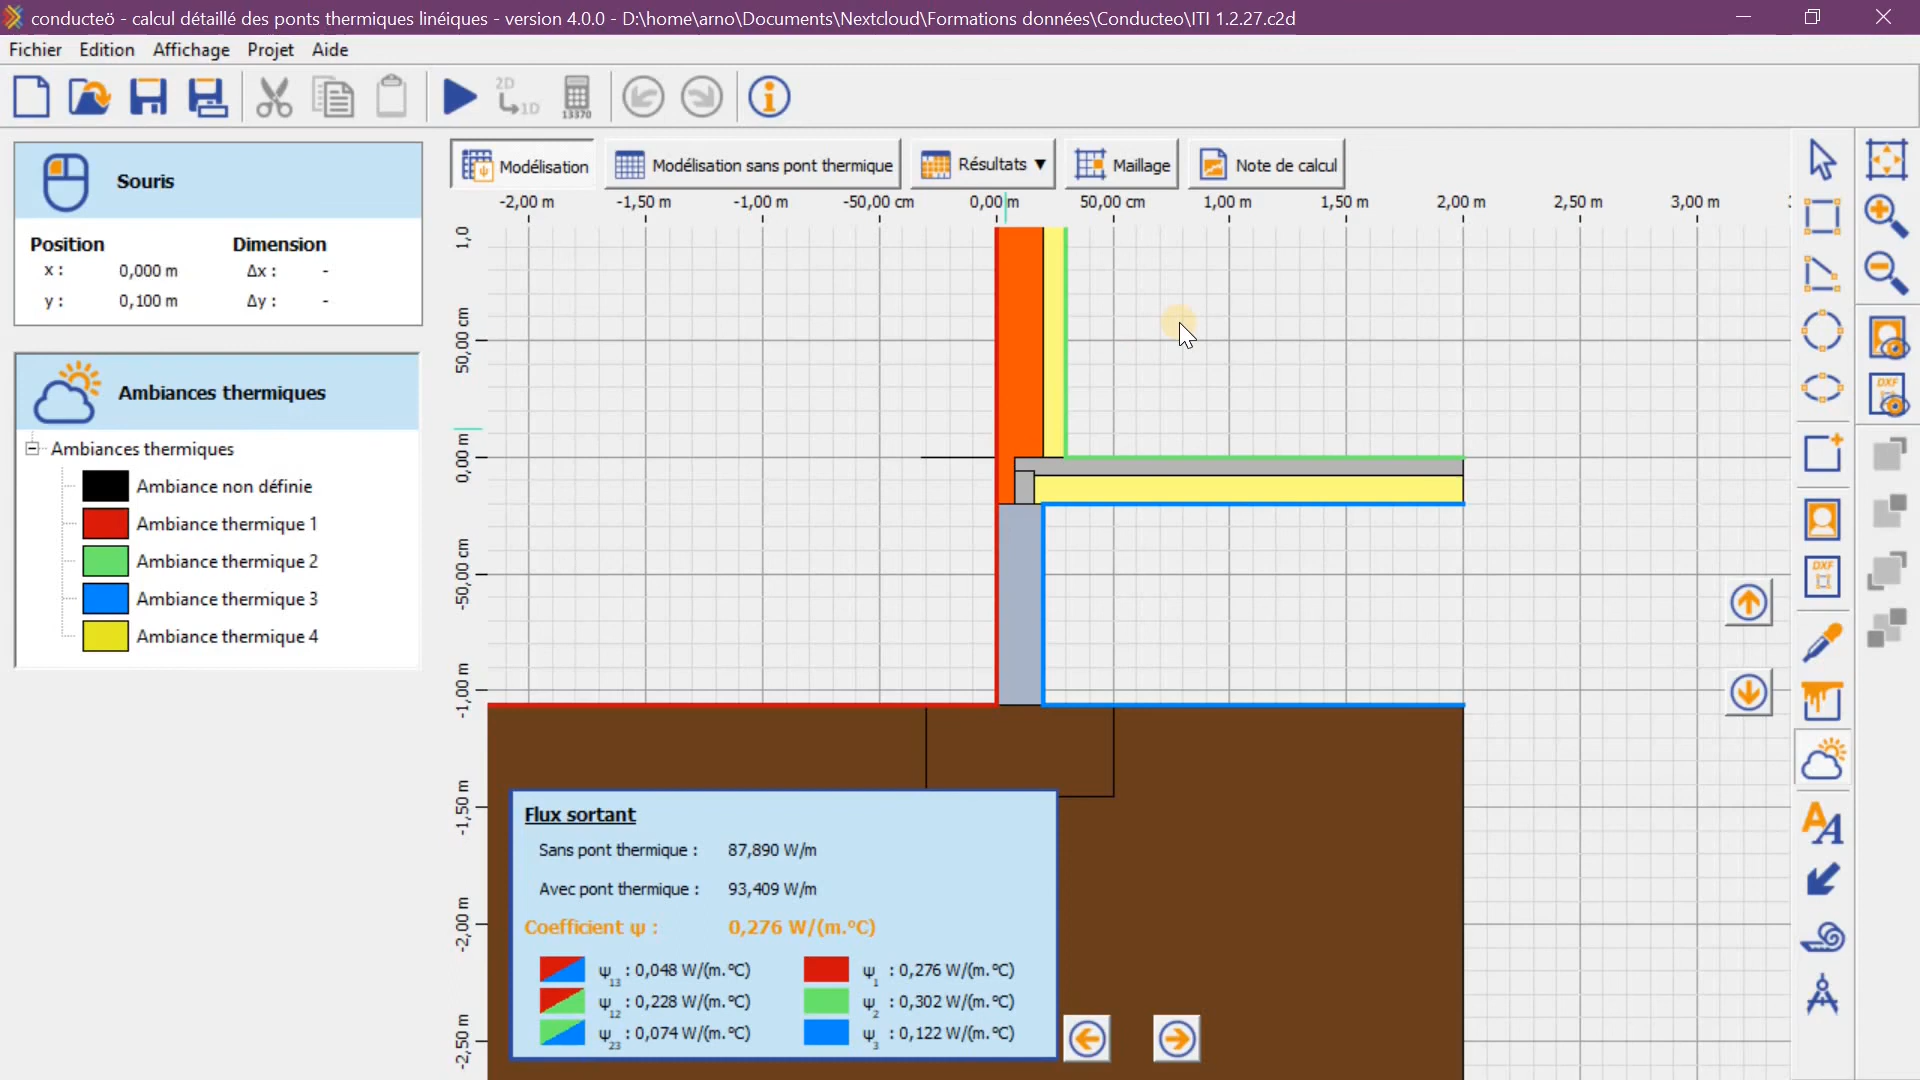 conducteö - calcul détaillé des ponts thermiques linéiques - version 4.0.0 - D:\home\arno\Documents\Nextcloud\Formations données\Conducteo\ITI 1.2.27.c2d
Fichier Edition Affichage Projet Aide
2D 1D
13370
Souris
Position Dimension
x : 0,000 m Δx : -
y : 0,100 m Δy : -
Ambiances thermiques
Ambiances thermiques
Ambiance non définie
Ambiance thermique 1
Ambiance thermique 2
Ambiance thermique 3
Ambiance thermique 4
ψ Modélisation Modélisation sans pont thermique Résultats ▼ Maillage Note de calcul
-2,00 m -1,50 m -1,00 m -50,00 cm 0,00 m 50,00 cm 1,00 m 1,50 m 2,00 m 2,50 m 3,00 m
1,0
50,00 cm
0,00 m
-50,00 cm
-1,00 m
-1,50 m
-2,00 m
-2,50 m
Flux sortant
Sans pont thermique : 87,890 W/m
Avec pont thermique : 93,409 W/m
Coefficient ψ : 0,276 W/(m.°C)
ψ13 : 0,048 W/(m.°C) ψ1 : 0,276 W/(m.°C)
ψ12 : 0,228 W/(m.°C) ψ2 : 0,302 W/(m.°C)
ψ23 : 0,074 W/(m.°C) ψ3 : 0,122 W/(m.°C)
DXF
DXF
AA